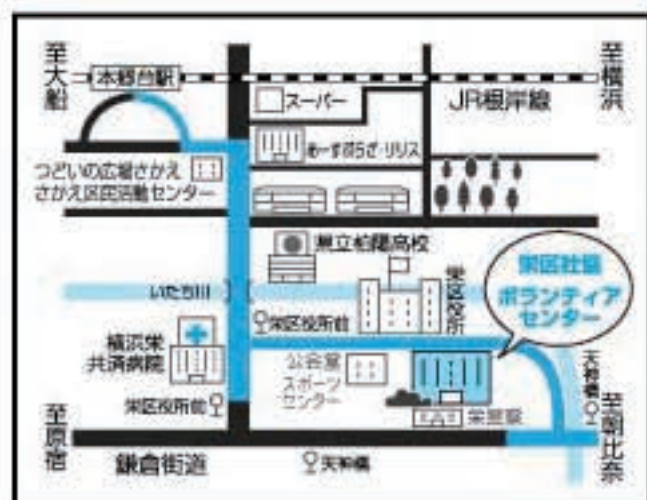 至大船
本郷台駅
至横浜
スーパー
JR根岸線
あーすぷらざ・リリス
つどいの広場さかえ
さかえ区民活動センター
県立柏陽高校
栄区社協
ボランティア
センター
いたち川
栄区役所前
栄区役所
横浜栄
共済病院
公会堂
スポーツ
センター
天神橋
栄区役所前
栄警察
至原宿
至朝比奈
鎌倉街道
天神橋